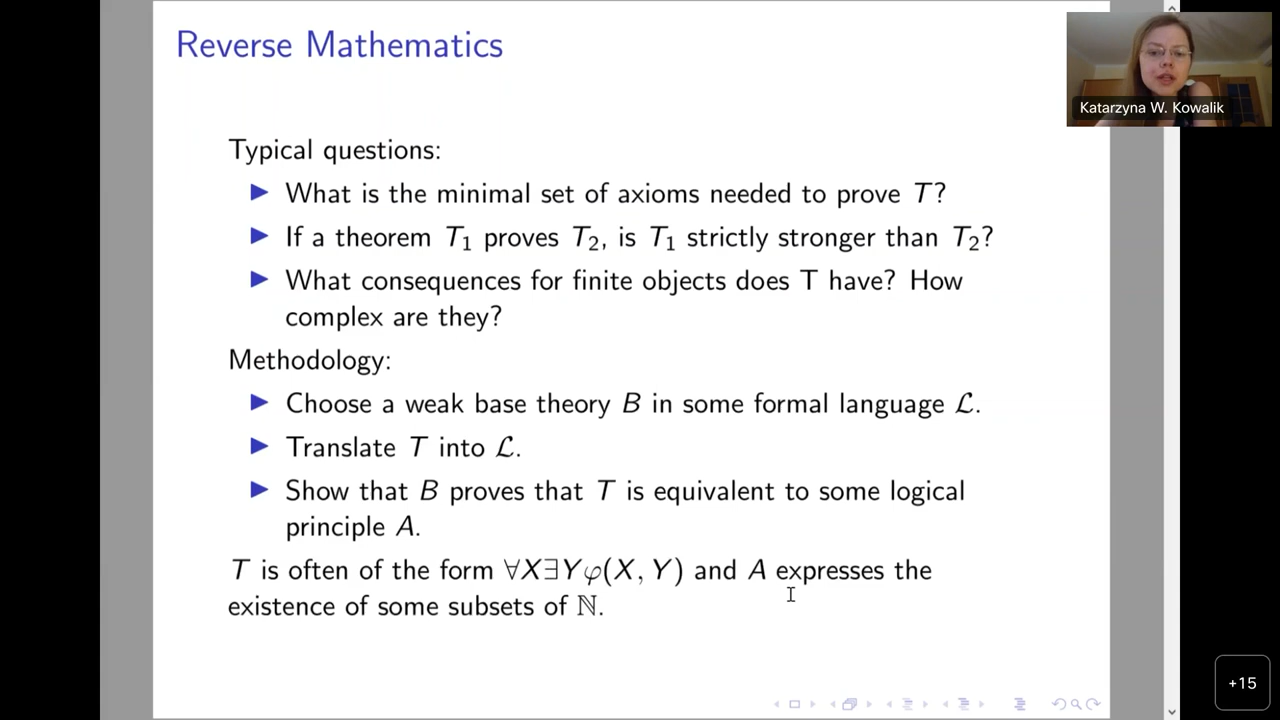 Reverse Mathematics
Katarzyna W. Kowalik
Typical questions:
▶ What is the minimal set of axioms needed to prove T?
▶ If a theorem T₁ proves T₂, is T₁ strictly stronger than T₂?
▶ What consequences for finite objects does T have? How
complex are they?
Methodology:
▶ Choose a weak base theory B in some formal language ℒ.
▶ Translate T into ℒ.
▶ Show that B proves that T is equivalent to some logical
principle A.
T is often of the form ∀X∃Yφ(X, Y) and A expresses the
existence of some subsets of ℕ.
+15